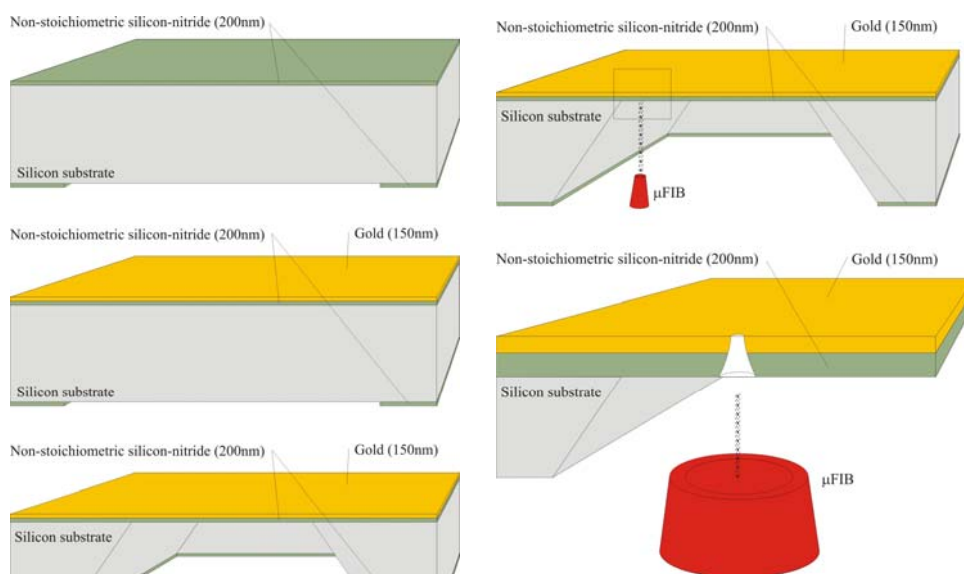 Non-stoichiometric silicon-nitride (200nm)
Silicon substrate
Non-stoichiometric silicon-nitride (200nm)
Gold (150nm)
Silicon substrate
Non-stoichiometric silicon-nitride (200nm)
Gold (150nm)
Silicon substrate
Non-stoichiometric silicon-nitride (200nm)
Gold (150nm)
Silicon substrate
μFIB
Non-stoichiometric silicon-nitride (200nm)
Gold (150nm)
Silicon substrate
μFIB